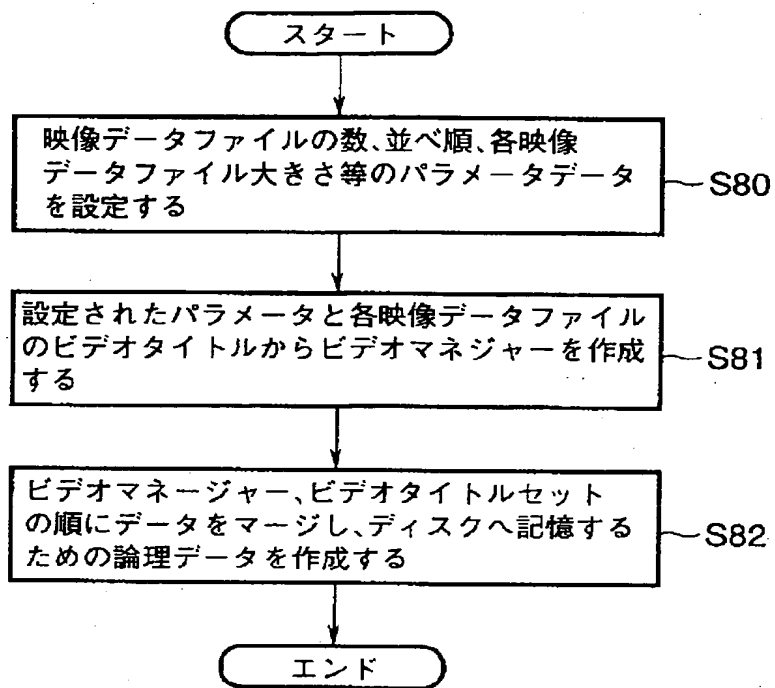 スタート
映像データファイルの数、並べ順、各映像
データファイル大きさ等のパラメータデータ
を設定する
S80
設定されたパラメータと各映像データファイル
のビデオタイトルからビデオマネジャーを作成
する
S81
ビデオマネージャー、ビデオタイトルセット
の順にデータをマージし、ディスクへ記憶する
ための論理データを作成する
S82
エンド